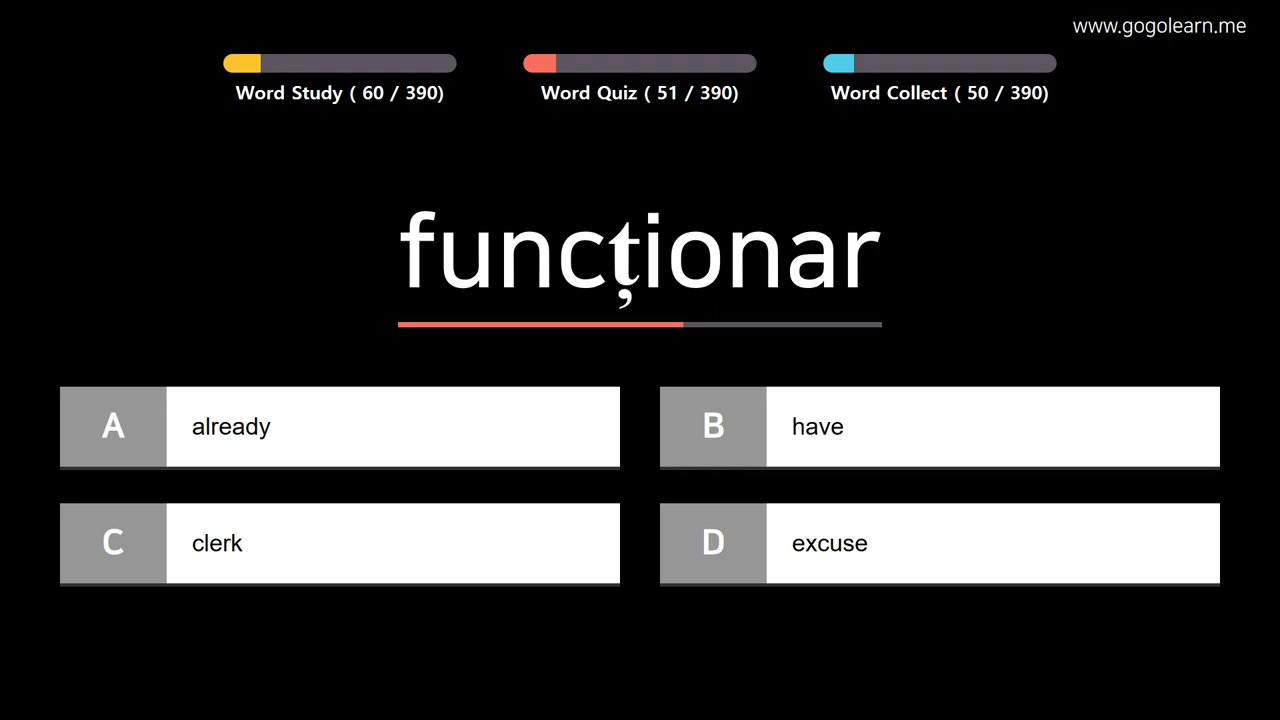 www.gogolearn.me
Word Study ( 60 / 390)
Word Quiz ( 51 / 390)
Word Collect ( 50 / 390)
funcționar
A
already
B
have
C
clerk
D
excuse